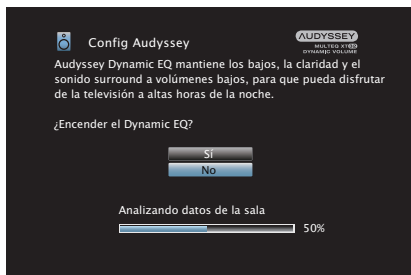 Config Audyssey
AUDYSSEY
MULTEQ XT32
DYNAMIC VOLUME
Audyssey Dynamic EQ mantiene los bajos, la claridad y el
sonido surround a volúmenes bajos, para que pueda disfrutar
de la televisión a altas horas de la noche.
¿Encender el Dynamic EQ?
Sí
No
Analizando datos de la sala
50%